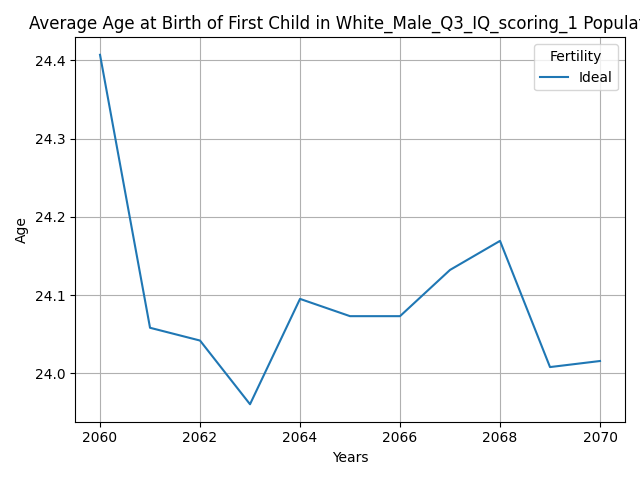 Average Age at Birth of First Child in White_Male_Q3_IQ_scoring_1 Populat
Fertility
Ideal
24.4
24.3
24.2
24.1
24.0
Age
2060 2062 2064 2066 2068 2070
Years